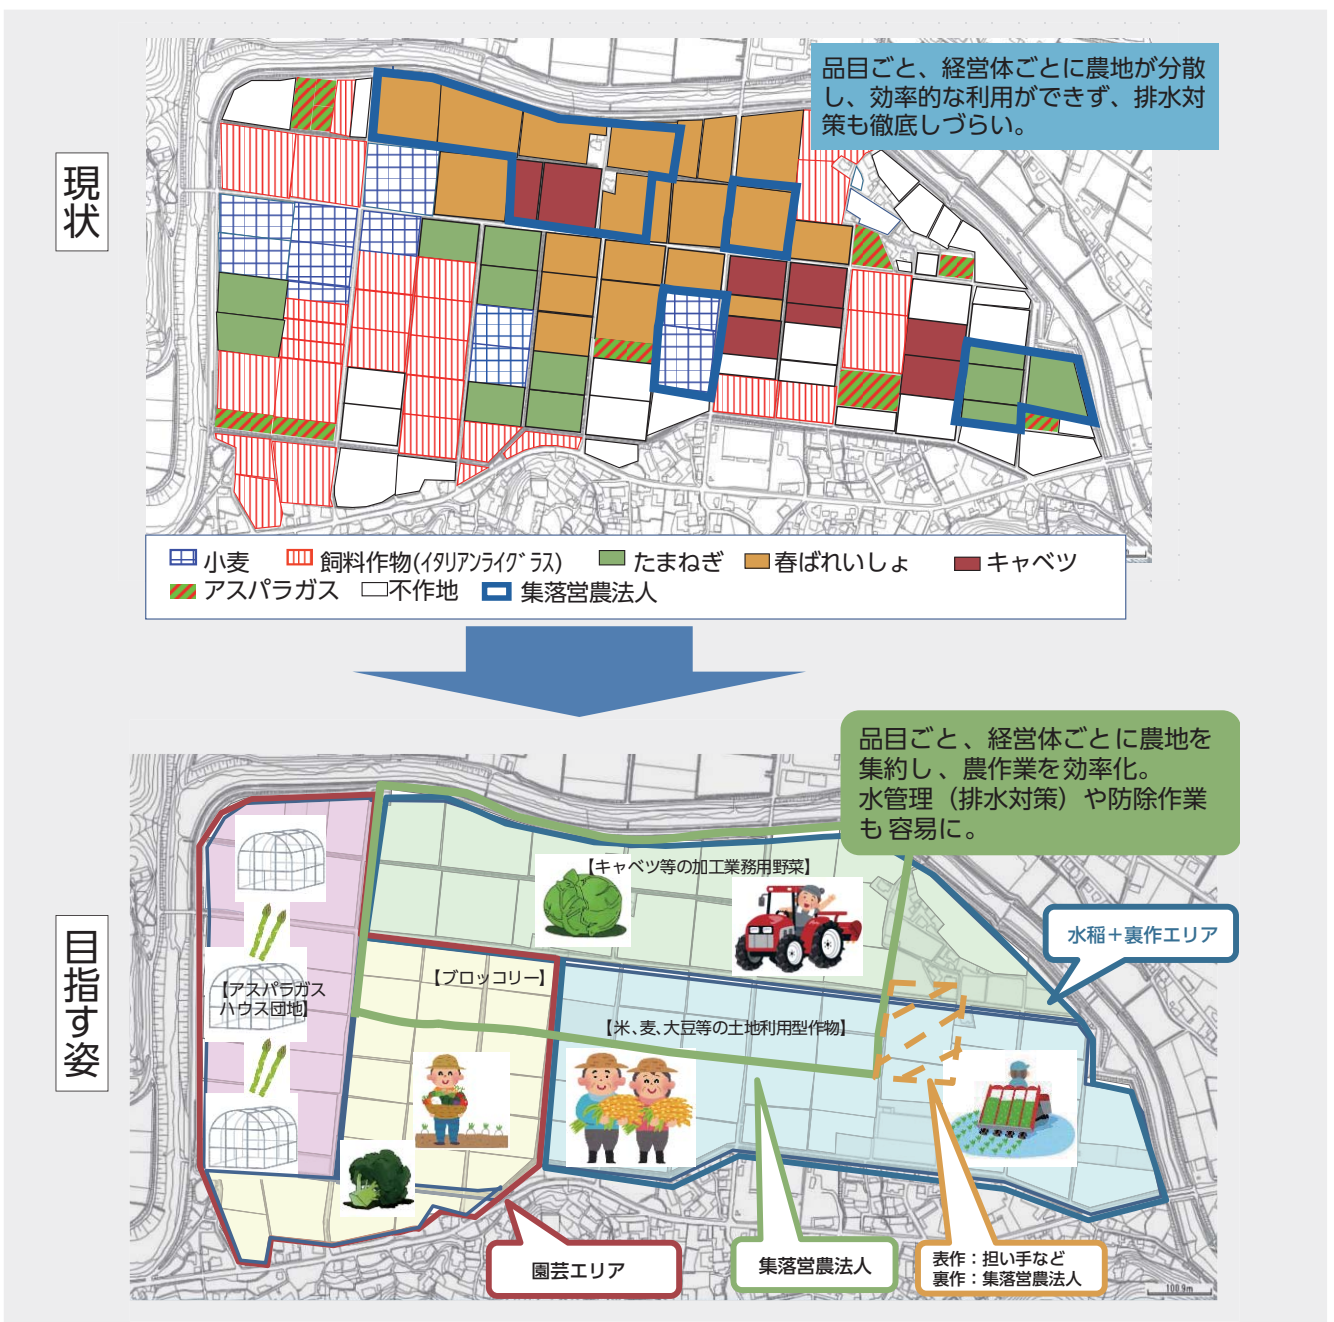 現状
品目ごと、経営体ごとに農地が分散
し、効率的な利用ができず、排水対
策も徹底しづらい。
小麦 飼料作物(ｲﾀﾘｱﾝﾗｲｸﾞﾗｽ) たまねぎ 春ばれいしょ キャベツ
アスパラガス 不作地 集落営農法人
目指す姿
品目ごと、経営体ごとに農地を
集約し、農作業を効率化。
水管理（排水対策）や防除作業
も容易に。
【キャベツ等の加工業務用野菜】
水稲＋裏作エリア
【ブロッコリー】
【アスパラガス
ハウス団地】
【米、麦、大豆等の土地利用型作物】
園芸エリア
集落営農法人
表作：担い手など
裏作：集落営農法人
100.9m